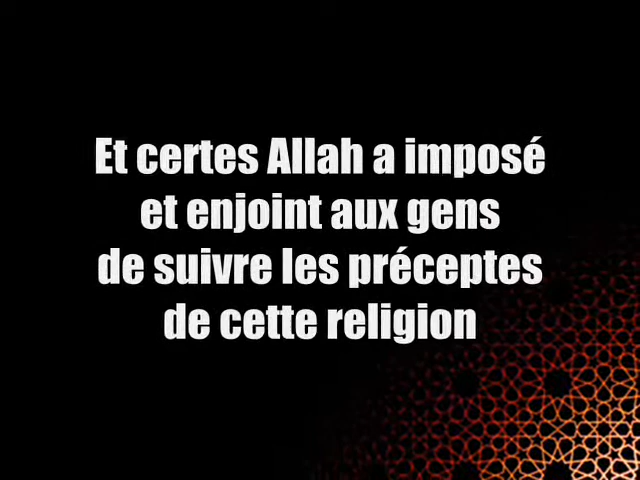 Et certes Allah a imposé
et enjoint aux gens
de suivre les préceptes
de cette religion